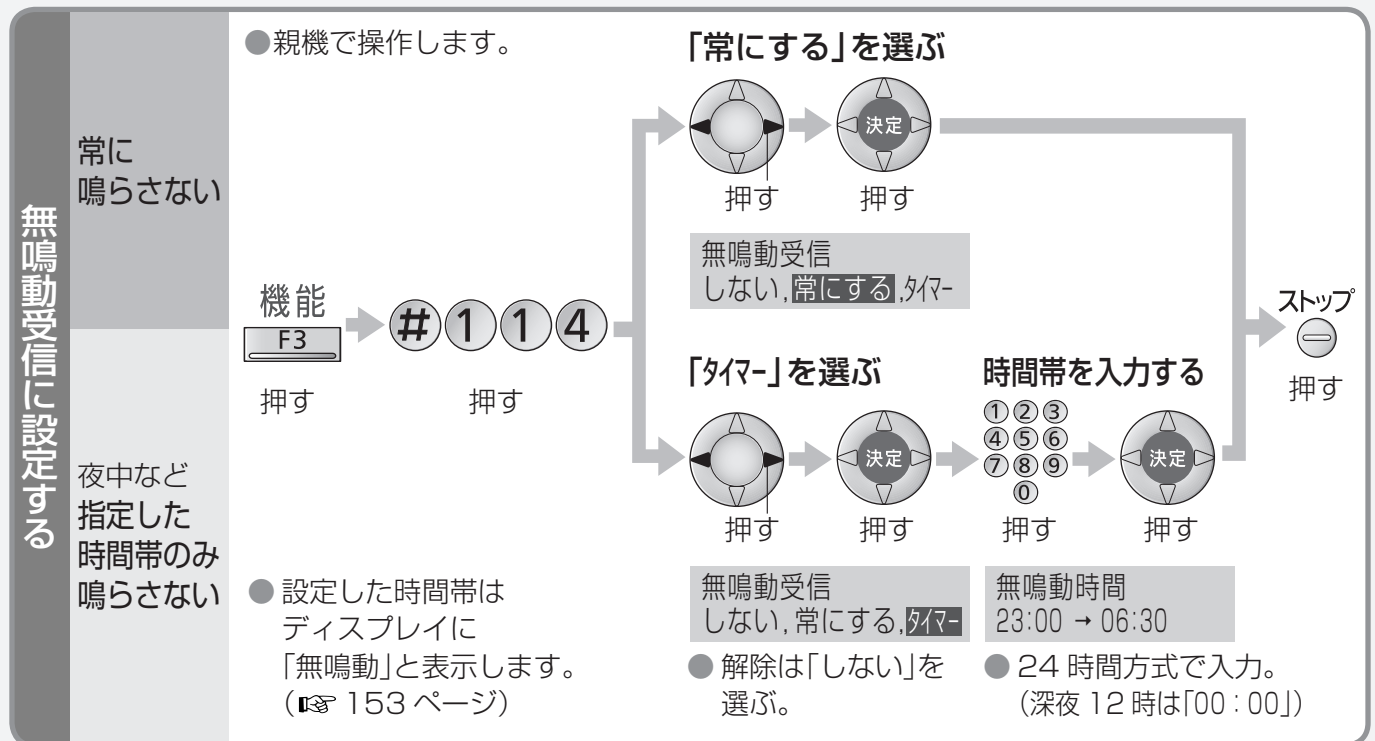 無鳴動受信に設定する
常に
鳴らさない
夜中など
指定した
時間帯のみ
鳴らさない
●親機で操作します。
機能
F3
押す
#114
押す
「常にする」を選ぶ
押す
決定
押す
無鳴動受信
しない,常にする,ﾀｲﾏｰ
「ﾀｲﾏｰ」を選ぶ
押す
決定
押す
無鳴動受信
しない,常にする,ﾀｲﾏｰ
●解除は「しない」を
選ぶ。
時間帯を入力する
1 2 3
4 5 6
7 8 9
0
押す
決定
押す
無鳴動時間
23:00 → 06:30
●24 時間方式で入力。
(深夜 12 時は「00:00」)
ストップ
押す
●設定した時間帯は
ディスプレイに
「無鳴動」と表示します。
(☞ 153 ページ)